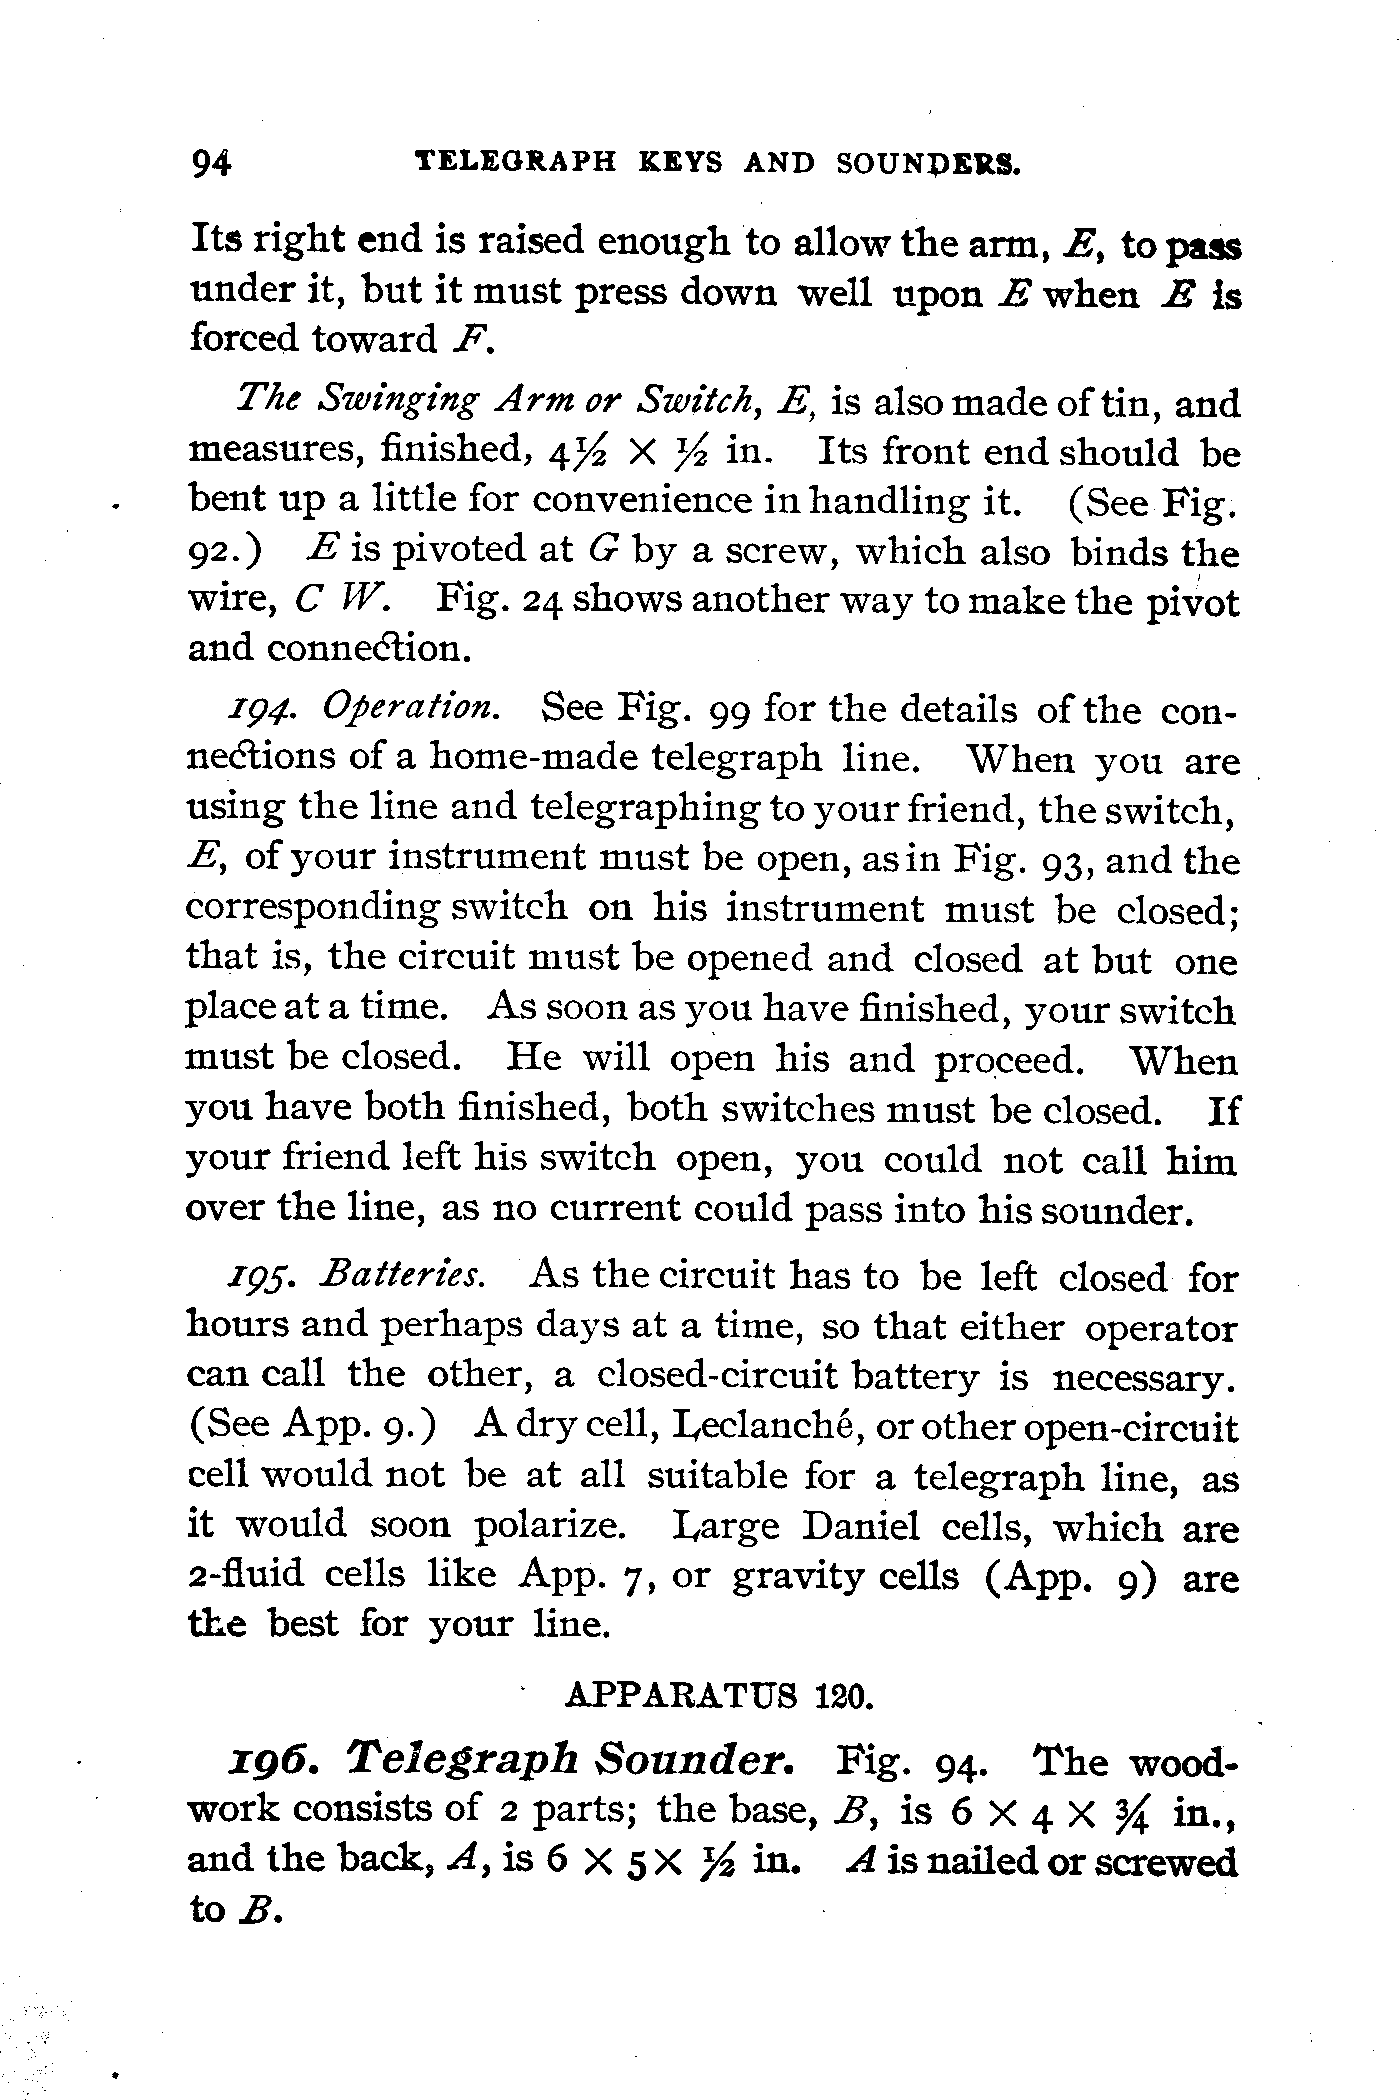 94 TELEGRAPH KEYS AND SOUNDERS.
Its right end is raised enough to allow the arm, E, to pass
under it, but it must press down well upon E when E is
forced toward F.
The Swinging Arm or Switch, E, is also made of tin, and
measures, finished, 4½ × ½ in. Its front end should be
bent up a little for convenience in handling it. (See Fig.
92.) E is pivoted at G by a screw, which also binds the
wire, C W. Fig. 24 shows another way to make the pivot
and connection.
194. Operation. See Fig. 99 for the details of the con-
nections of a home-made telegraph line. When you are
using the line and telegraphing to your friend, the switch,
E, of your instrument must be open, as in Fig. 93, and the
corresponding switch on his instrument must be closed;
that is, the circuit must be opened and closed at but one
place at a time. As soon as you have finished, your switch
must be closed. He will open his and proceed. When
you have both finished, both switches must be closed. If
your friend left his switch open, you could not call him
over the line, as no current could pass into his sounder.
195. Batteries. As the circuit has to be left closed for
hours and perhaps days at a time, so that either operator
can call the other, a closed-circuit battery is necessary.
(See App. 9.) A dry cell, Leclanché, or other open-circuit
cell would not be at all suitable for a telegraph line, as
it would soon polarize. Large Daniel cells, which are
2-fluid cells like App. 7, or gravity cells (App. 9) are
the best for your line.
APPARATUS 120.
196. Telegraph Sounder. Fig. 94. The wood-
work consists of 2 parts; the base, B, is 6 × 4 × ¾ in.,
and the back, A, is 6 × 5 × ½ in. A is nailed or screwed
to B.